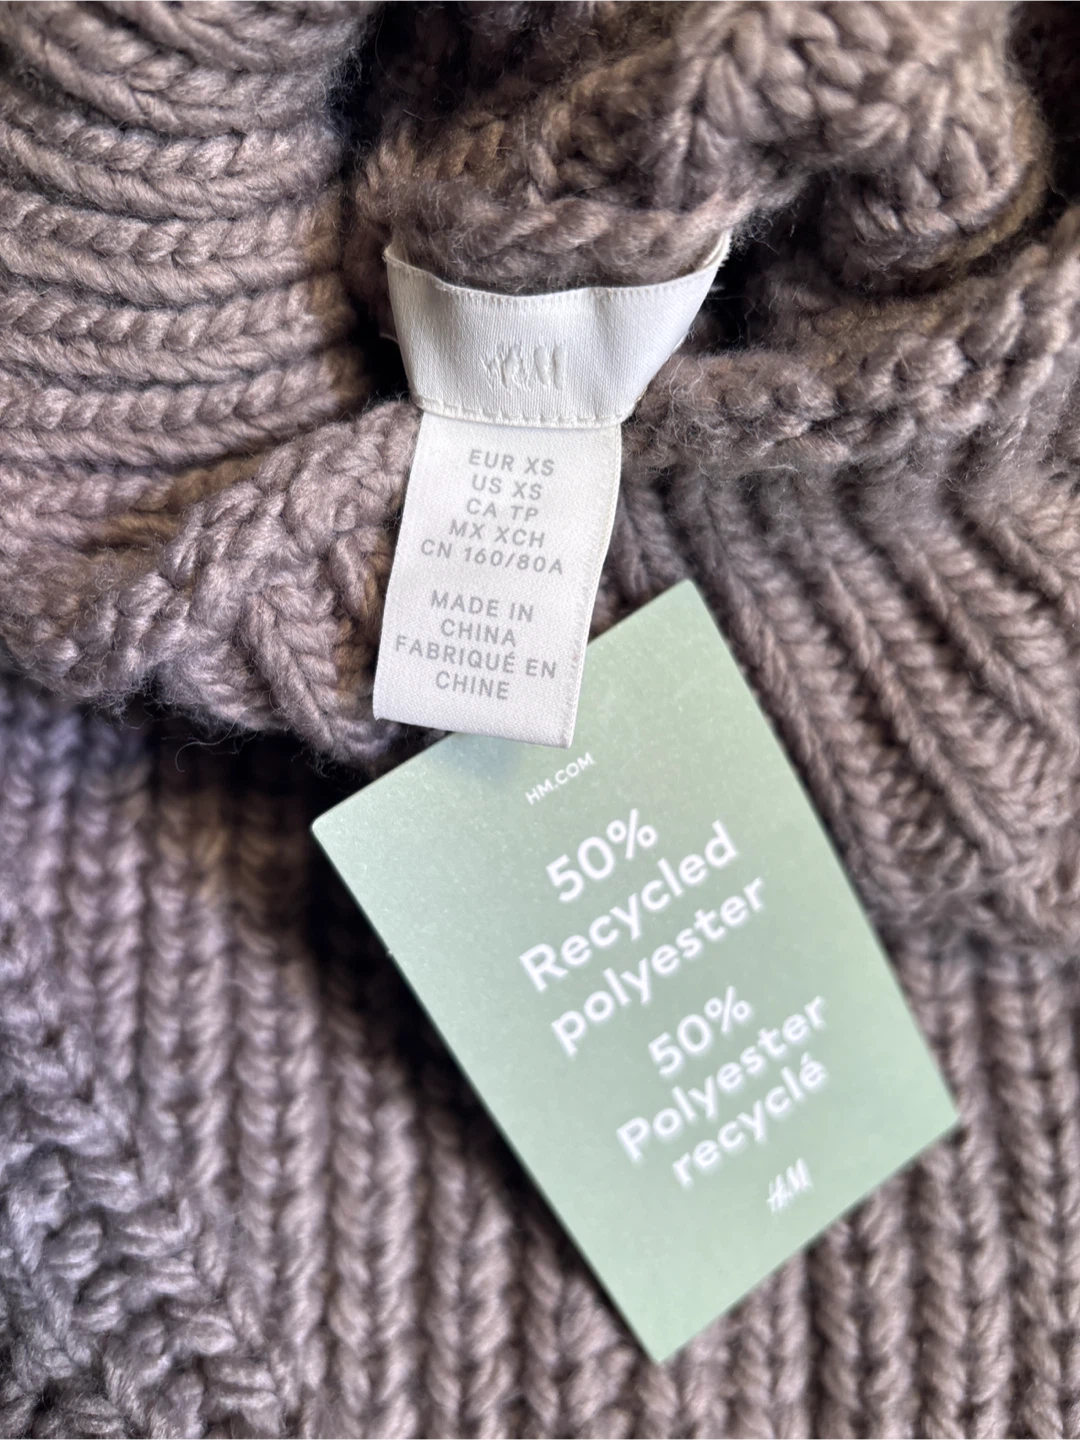 H&M
EUR XS
US XS
CA TP
MX XCH
CN 160/80A
MADE IN
CHINA
FABRIQUÉ EN
CHINE
HM.COM
50%
Recycled
polyester
50%
Polyester
recyclé
H&M